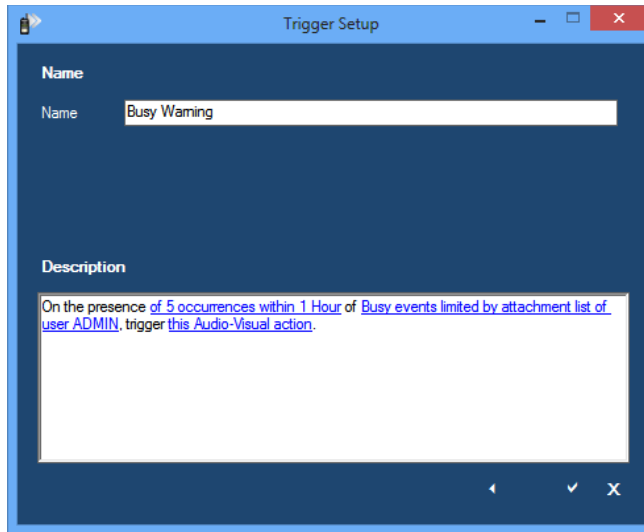 Trigger Setup
Name
Name Busy Warning
Description
On the presence of 5 occurrences within 1 Hour of Busy events limited by attachment list of
user ADMIN, trigger this Audio-Visual action.